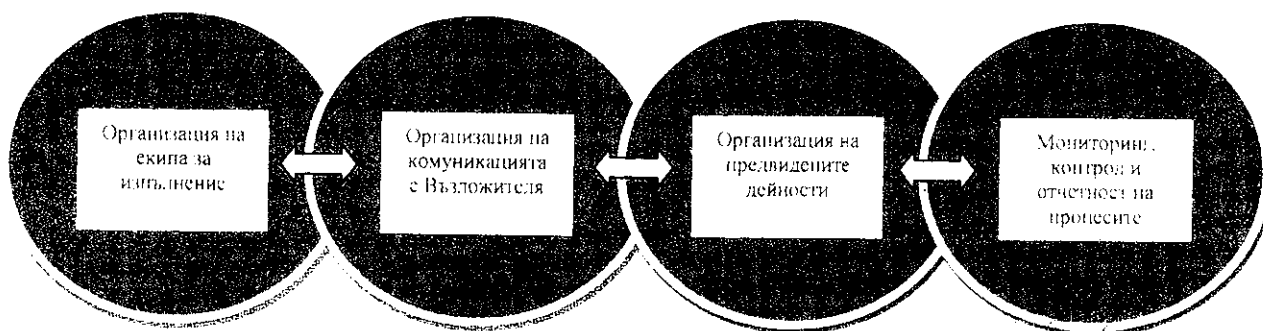 Организация на
екипа за
изпълнение
Организация на
комуникацията
с Възложителя
Организация на
предвидените
дейности
Мониторинг,
контрол и
отчетност на
процесите